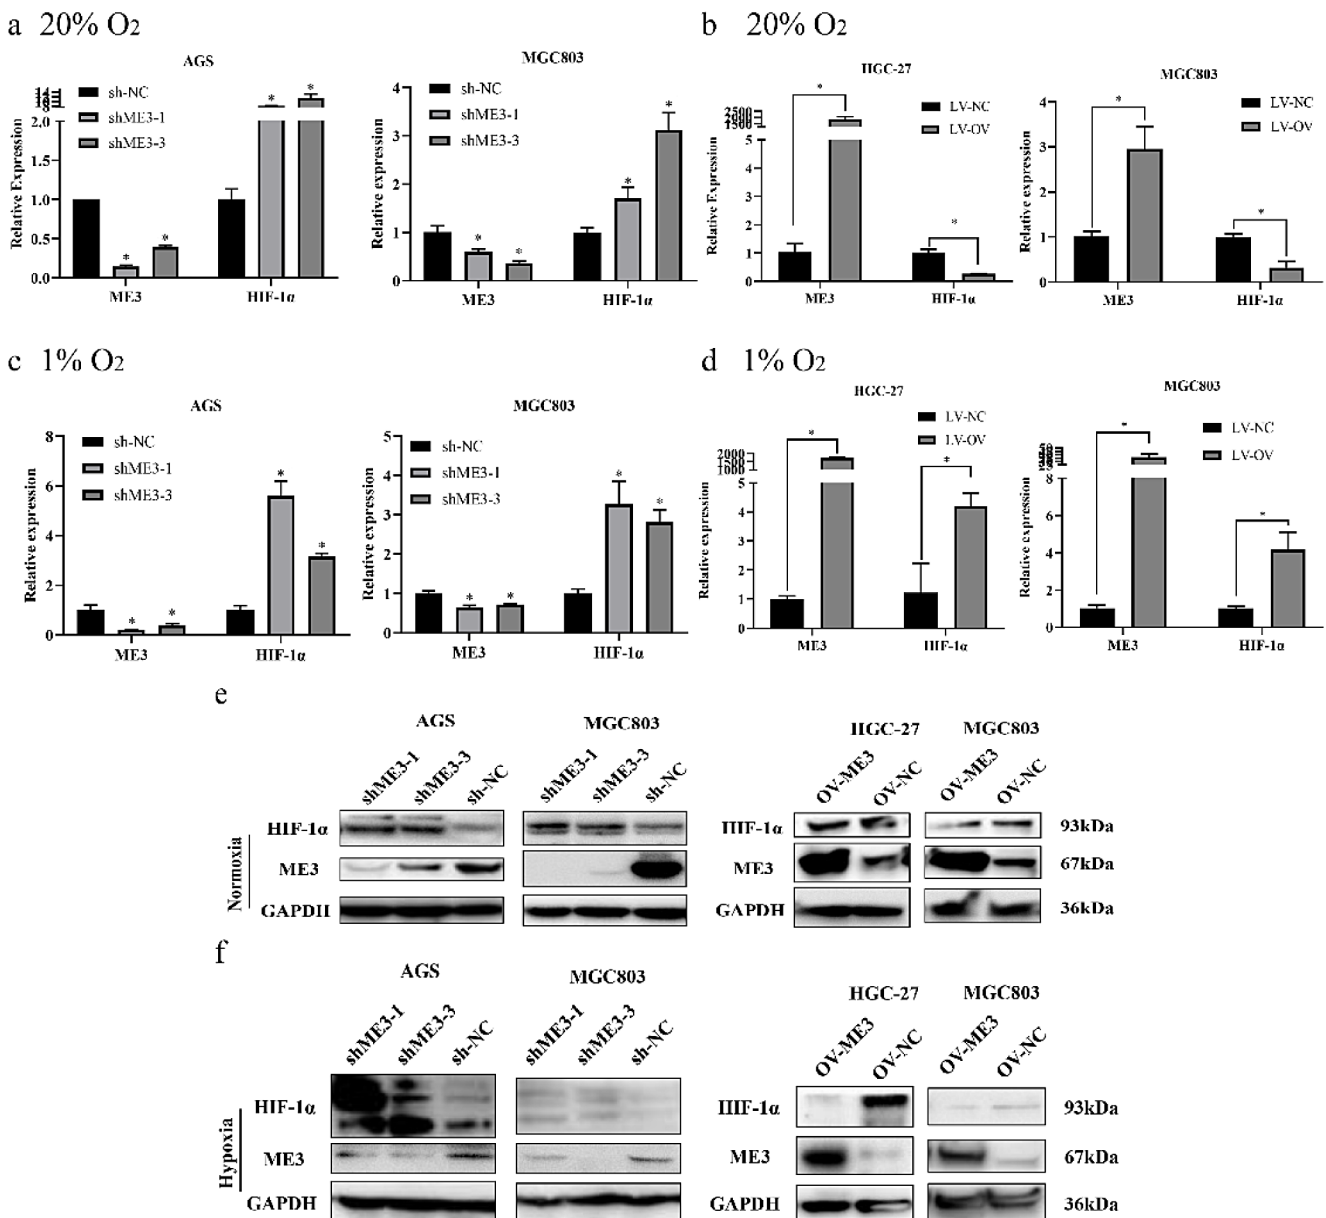 a 20% O2
AGS
sh-NC
shME3-1
shME3-3
Relative Expression
2.0
1.5
1.0
0.5
0.0
* * * *
ME3 HIF-1α
MGC803
sh-NC
shME3-1
shME3-3
Relative expression
4
3
2
1
0
* * * *
ME3 HIF-1α
b 20% O2
HGC-27
LV-NC
LV-OV
Relative Expression
2500
2000
1500
5
4
3
2
1
0
* *
ME3 HIF-1α
MGC803
LV-NC
LV-OV
Relative expression
4
3
2
1
0
* *
ME3 HIF-1α
c 1% O2
AGS
sh-NC
shME3-1
shME3-3
Relative expression
8
6
4
2
0
* * * *
ME3 HIF-1α
MGC803
sh-NC
shME3-1
shME3-3
Relative expression
5
4
3
2
1
0
* * * *
ME3 HIF-1α
d 1% O2
HGC-27
LV-NC
LV-OV
Relative expression
2000
1500
1000
5
4
3
2
1
0
* *
ME3 HIF-1α
MGC803
LV-NC
LV-OV
Relative expression
8
6
4
2
0
* *
ME3 HIF-1α
e
AGS MGC803 HGC-27 MGC803
shME3-1 shME3-3 sh-NC shME3-1 shME3-3 sh-NC OV-ME3 OV-NC OV-ME3 OV-NC
Normoxia
HIF-1α HIF-1α 93kDa
ME3 ME3 67kDa
GAPDH GAPDH 36kDa
f
AGS MGC803 HGC-27 MGC803
shME3-1 shME3-3 sh-NC shME3-1 shME3-3 sh-NC OV-ME3 OV-NC OV-ME3 OV-NC
Hypoxia
HIF-1α HIF-1α 93kDa
ME3 ME3 67kDa
GAPDH GAPDH 36kDa